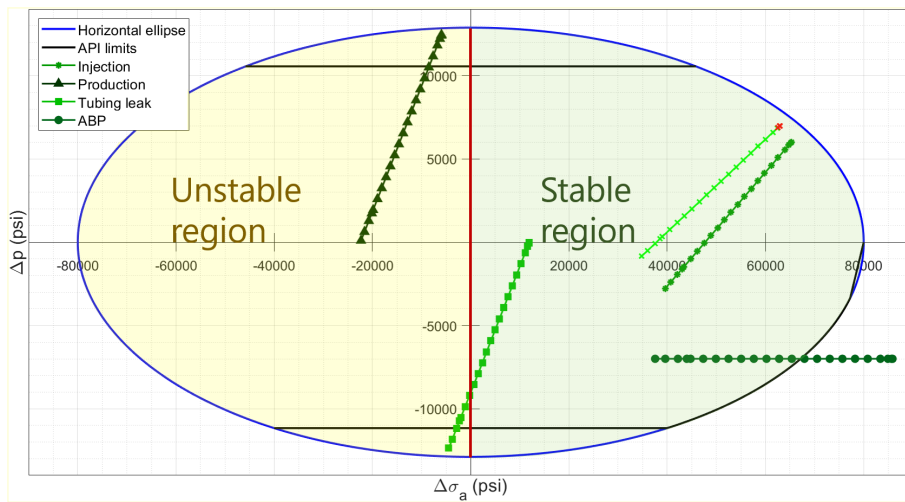 Horizontal ellipse
API limits
Injection
Production
Tubing leak
ABP
10000
5000
-5000
-10000
-80000
-60000
-40000
-20000
20000
40000
60000
80000
Unstable
region
Stable
region
Δp (psi)
Δσa (psi)